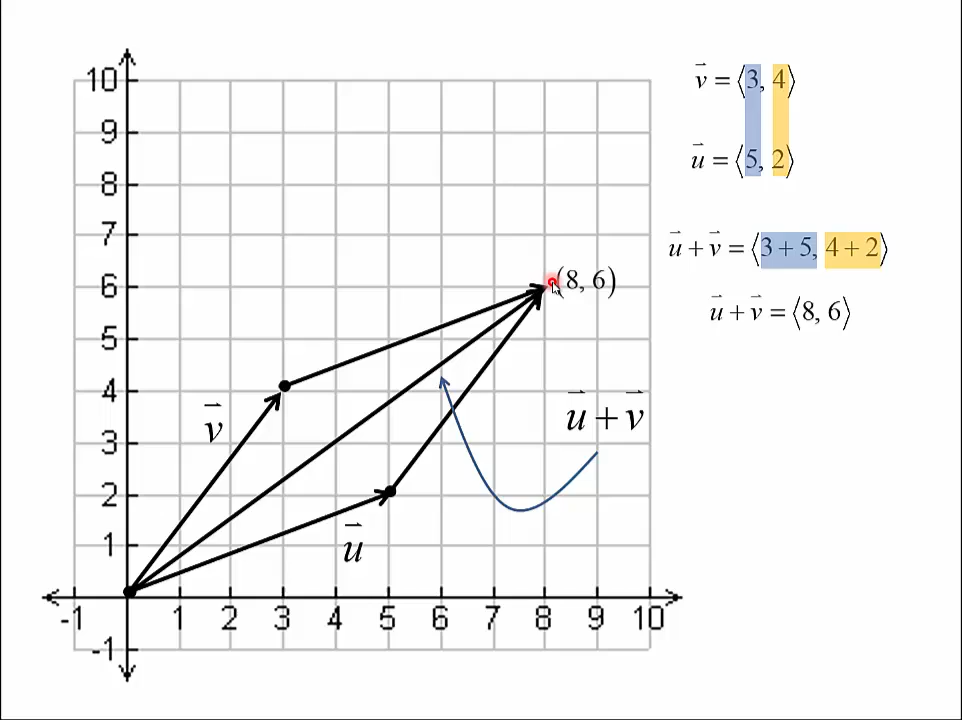 10
9
8
7
6
5
4
3
2
1
-1
-1 1 2 3 4 5 6 7 8 9 10
(8, 6)
v⃗
u⃗
u⃗ + v⃗
v⃗ = ⟨3, 4⟩
u⃗ = ⟨5, 2⟩
u⃗ + v⃗ = ⟨3 + 5, 4 + 2⟩
u⃗ + v⃗ = ⟨8, 6⟩